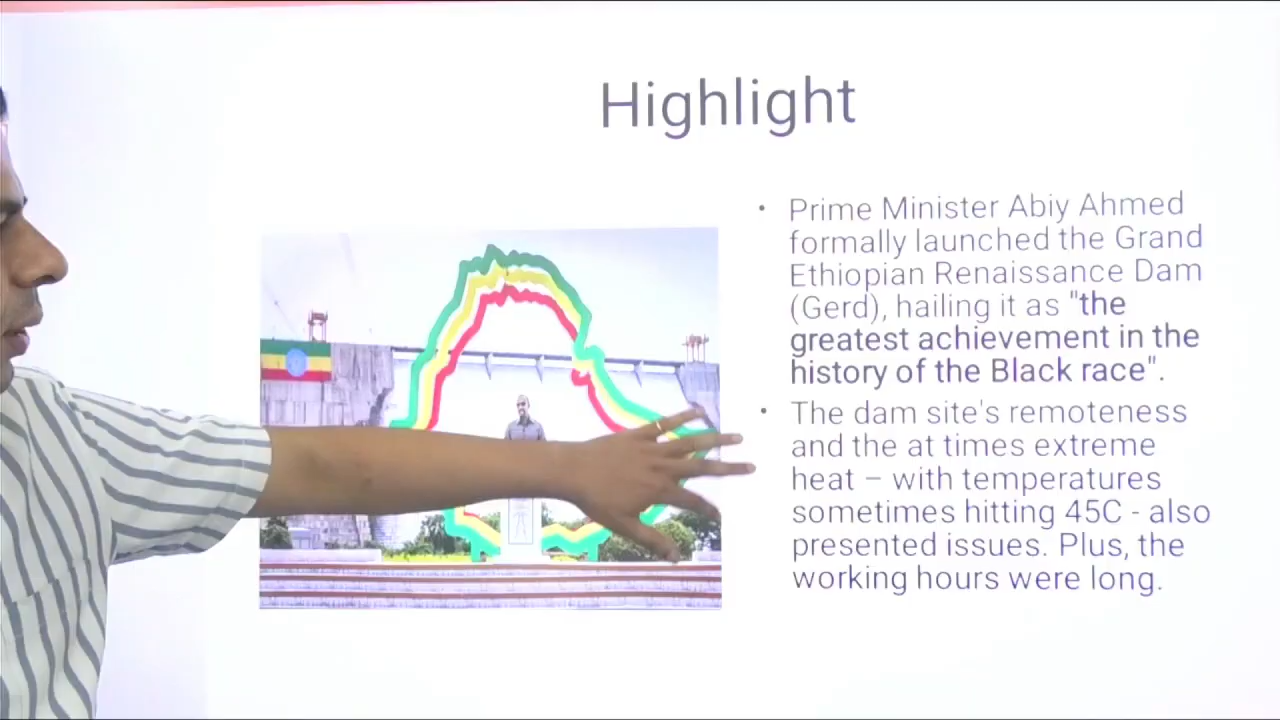 Highlight
• Prime Minister Abiy Ahmed
formally launched the Grand
Ethiopian Renaissance Dam
(Gerd), hailing it as "the
greatest achievement in the
history of the Black race".
• The dam site's remoteness
and the at times extreme
heat – with temperatures
sometimes hitting 45C - also
presented issues. Plus, the
working hours were long.